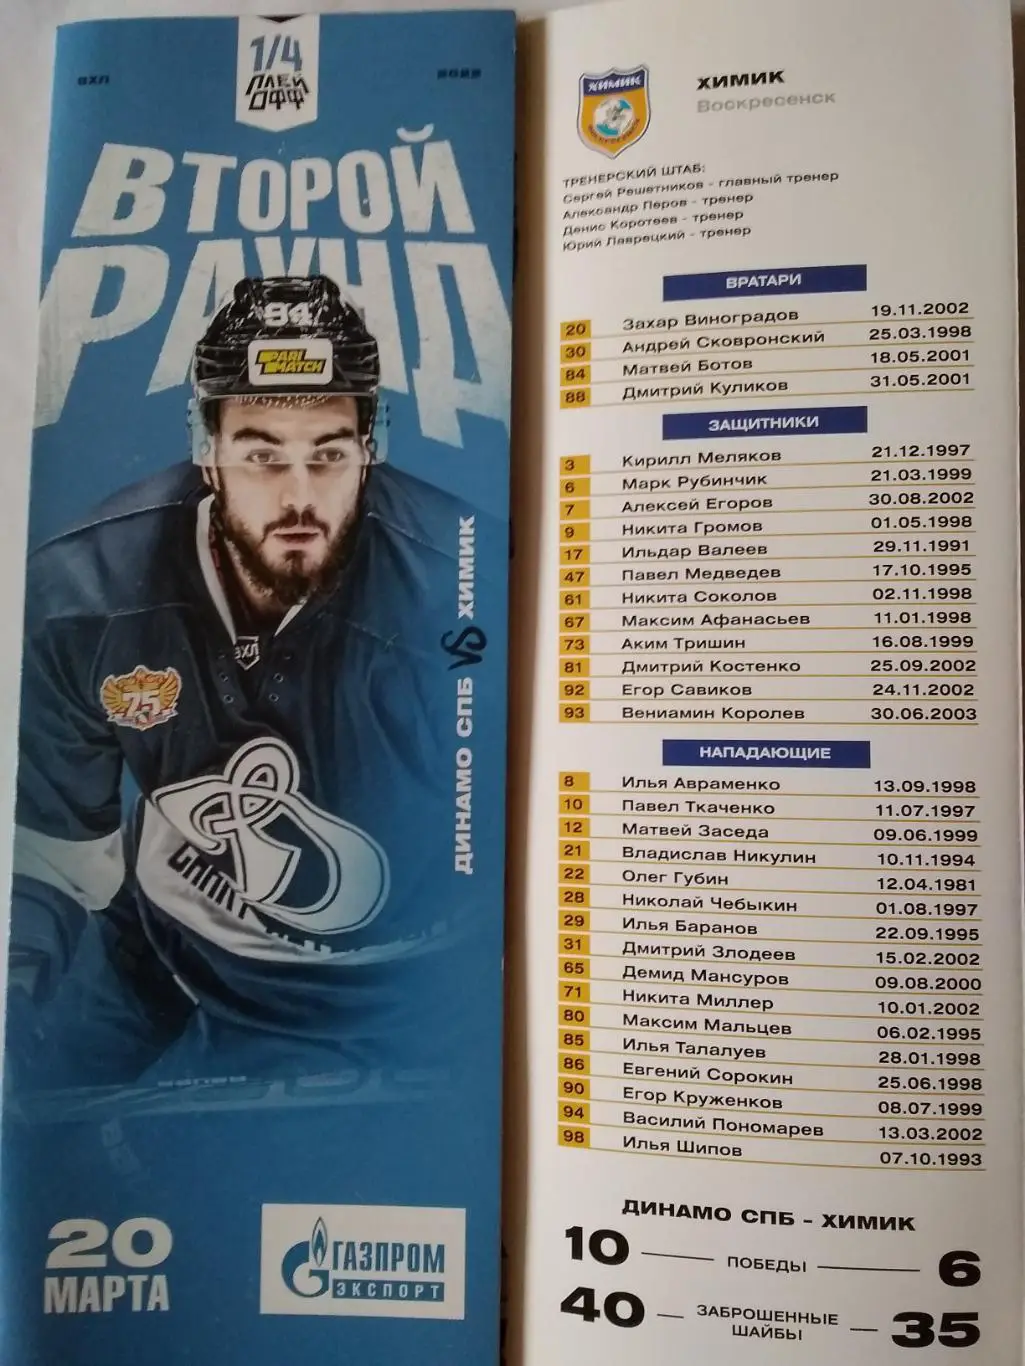 ВХЛ
2022
1/4
ПЛЕЙ
ОФФ
ВТОРОЙ
РАУНД
94
PARI
MATCH
ВХЛ
75
ДИНАМО СПБ VS ХИМИК
20
МАРТА
ГАЗПРОМ
ЭКСПОРТ
ХИМИК
ХИМИК
Воскресенск
ТРЕНЕРСКИЙ ШТАБ:
Сергей Решетников - главный тренер
Александр Перов - тренер
Денис Коротеев - тренер
Юрий Лаврецкий - тренер
ВРАТАРИ
20 Захар Виноградов 19.11.2002
30 Андрей Сковронский 25.03.1998
84 Матвей Ботов 18.05.2001
88 Дмитрий Куликов 31.05.2001
ЗАЩИТНИКИ
3 Кирилл Меляков 21.12.1997
6 Марк Рубинчик 21.03.1999
7 Алексей Егоров 30.08.2002
9 Никита Громов 01.05.1998
17 Ильдар Валеев 29.11.1991
47 Павел Медведев 17.10.1995
61 Никита Соколов 02.11.1998
67 Максим Афанасьев 11.01.1998
73 Аким Тришин 16.08.1999
81 Дмитрий Костенко 25.09.2002
92 Егор Савиков 24.11.2002
93 Вениамин Королев 30.06.2003
НАПАДАЮЩИЕ
8 Илья Авраменко 13.09.1998
10 Павел Ткаченко 11.07.1997
12 Матвей Заседа 09.06.1999
21 Владислав Никулин 10.11.1994
22 Олег Губин 12.04.1981
28 Николай Чебыкин 01.08.1997
29 Илья Баранов 22.09.1995
31 Дмитрий Злодеев 15.02.2002
65 Демид Мансуров 09.08.2000
71 Никита Миллер 10.01.2002
80 Максим Мальцев 06.02.1995
85 Илья Талалуев 28.01.1998
86 Евгений Сорокин 25.06.1998
90 Егор Круженков 08.07.1999
94 Василий Пономарев 13.03.2002
98 Илья Шипов 07.10.1993
ДИНАМО СПБ - ХИМИК
10 ПОБЕДЫ 6
40 ЗАБРОШЕННЫЕ
ШАЙБЫ 35